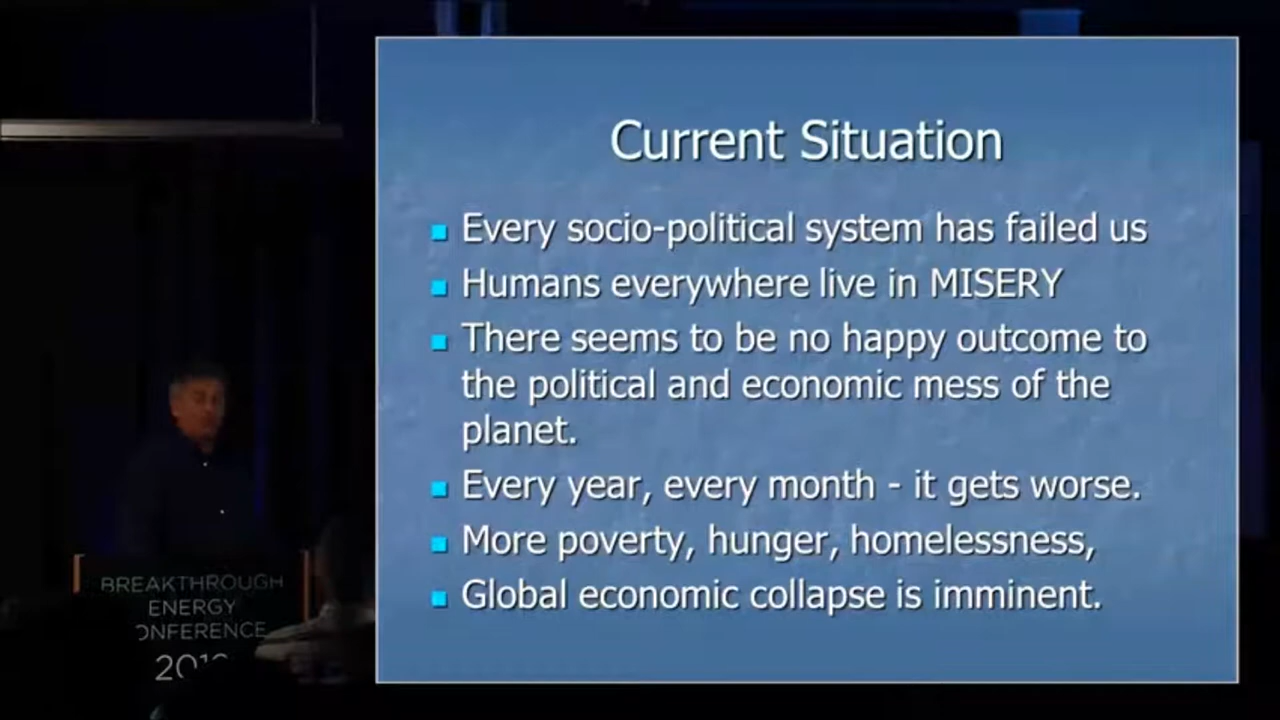 Current Situation
Every socio-political system has failed us
Humans everywhere live in MISERY
There seems to be no happy outcome to
the political and economic mess of the
planet.
Every year, every month - it gets worse.
More poverty, hunger, homelessness,
Global economic collapse is imminent.
BREAKTHROUGH
ENERGY
ONFERENCE